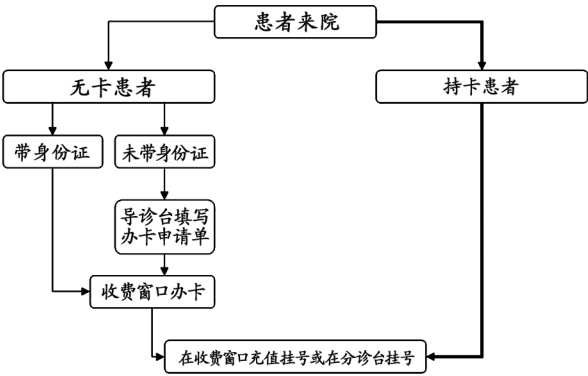 患者来院
无卡患者
持卡患者
带身份证
未带身份证
导诊台填写
办卡申请单
收费窗口办卡
在收费窗口充值挂号或在分诊台挂号